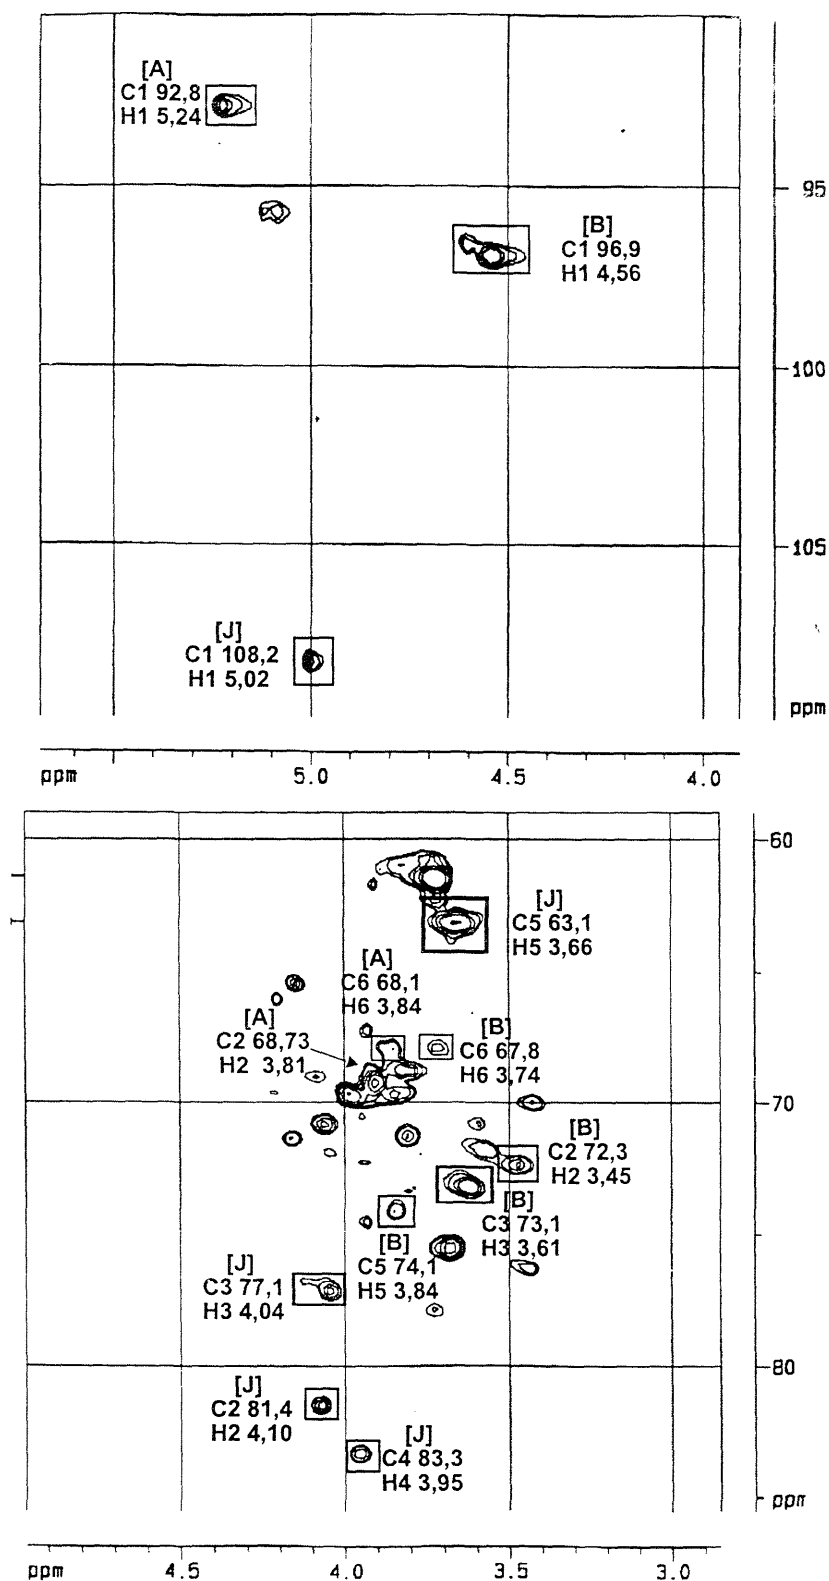 [A]
C1 92,8
H1 5,24
95
[B]
C1 96,9
H1 4,56
100
105
[J]
C1 108,2
H1 5,02
ppm
ppm 5.0 4.5 4.0
60
[J]
C5 63,1
H5 3,66
[A]
C6 68,1
H6 3,84
[A]
C2 68,73
H2 3,81
[B]
C6 67,8
H6 3,74
70
[B]
C2 72,3
H2 3,45
[B]
C3 73,1
H3 3,61
[B]
C5 74,1
H5 3,84
[J]
C3 77,1
H3 4,04
80
[J]
C2 81,4
H2 4,10
[J]
C4 83,3
H4 3,95
ppm
ppm 4.5 4.0 3.5 3.0